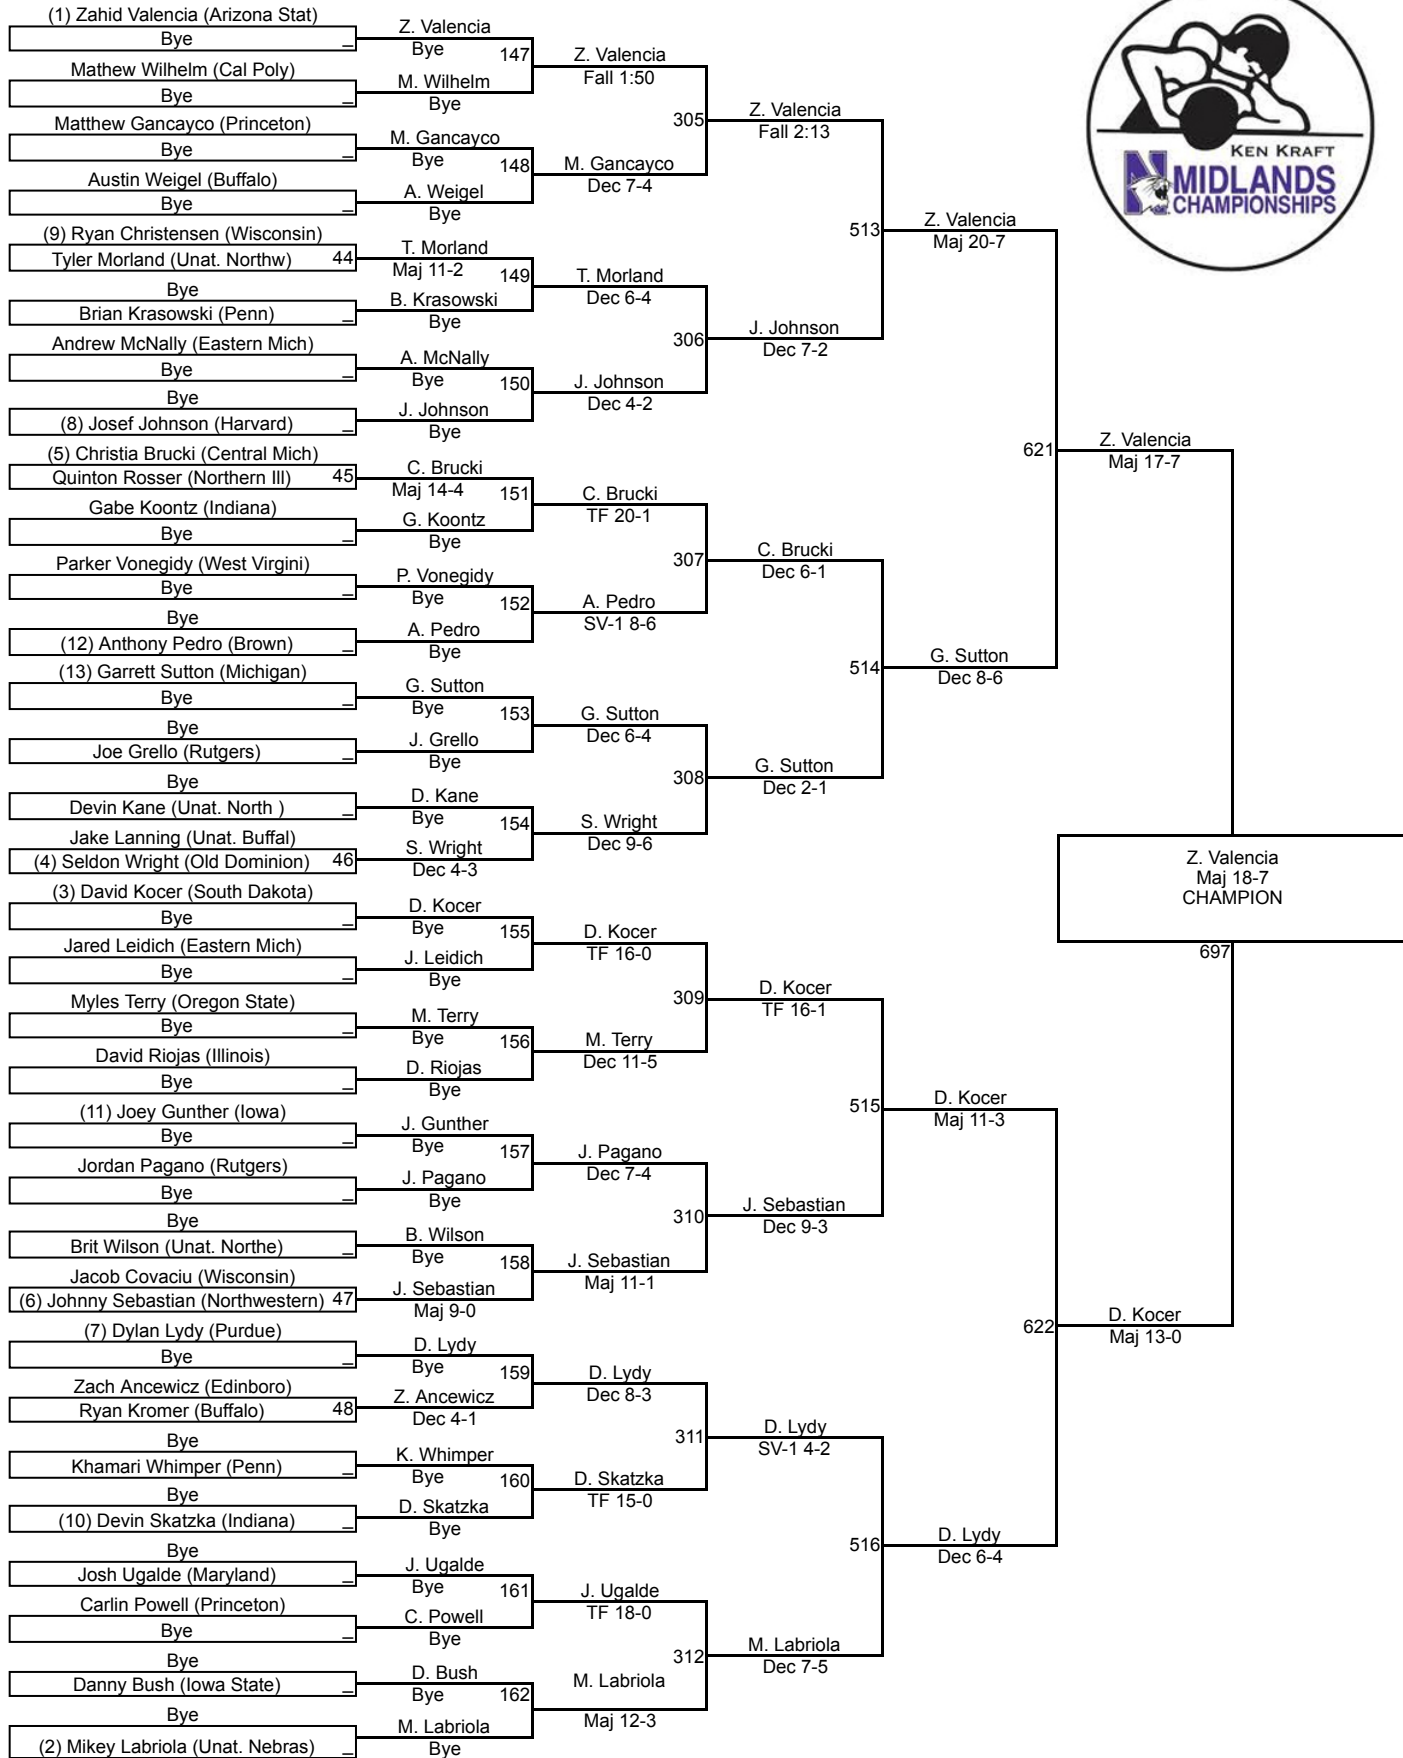 (1) Zahid Valencia (Arizona Stat)
Bye _
Mathew Wilhelm (Cal Poly)
Bye _
Matthew Gancayco (Princeton)
Bye _
Austin Weigel (Buffalo)
Bye _
(9) Ryan Christensen (Wisconsin)
Tyler Morland (Unat. Northw) 44
Bye
Brian Krasowski (Penn) _
Andrew McNally (Eastern Mich)
Bye _
Bye
(8) Josef Johnson (Harvard) _
(5) Christia Brucki (Central Mich)
Quinton Rosser (Northern Ill) 45
Gabe Koontz (Indiana)
Bye _
Parker Vonegidy (West Virgini)
Bye _
Bye
(12) Anthony Pedro (Brown) _
(13) Garrett Sutton (Michigan)
Bye _
Bye
Joe Grello (Rutgers) _
Bye
Devin Kane (Unat. North ) _
Jake Lanning (Unat. Buffal)
(4) Seldon Wright (Old Dominion) 46
(3) David Kocer (South Dakota)
Bye _
Jared Leidich (Eastern Mich)
Bye _
Myles Terry (Oregon State)
Bye _
David Riojas (Illinois)
Bye _
(11) Joey Gunther (Iowa)
Bye _
Jordan Pagano (Rutgers)
Bye _
Bye
Brit Wilson (Unat. Northe) _
Jacob Covaciu (Wisconsin)
(6) Johnny Sebastian (Northwestern) 47
(7) Dylan Lydy (Purdue)
Bye _
Zach Ancewicz (Edinboro)
Ryan Kromer (Buffalo) 48
Bye
Khamari Whimper (Penn) _
Bye
(10) Devin Skatzka (Indiana) _
Bye
Josh Ugalde (Maryland) _
Carlin Powell (Princeton)
Bye _
Bye
Danny Bush (Iowa State) _
Bye
(2) Mikey Labriola (Unat. Nebras) _
Z. Valencia
Bye
147
M. Wilhelm
Bye
M. Gancayco
Bye
148
A. Weigel
Bye
T. Morland
Maj 11-2
149
B. Krasowski
Bye
A. McNally
Bye
150
J. Johnson
Bye
C. Brucki
Maj 14-4
151
G. Koontz
Bye
P. Vonegidy
Bye
152
A. Pedro
Bye
G. Sutton
Bye
153
J. Grello
Bye
D. Kane
Bye
154
S. Wright
Dec 4-3
D. Kocer
Bye
155
J. Leidich
Bye
M. Terry
Bye
156
D. Riojas
Bye
J. Gunther
Bye
157
J. Pagano
Bye
B. Wilson
Bye
158
J. Sebastian
Maj 9-0
D. Lydy
Bye
159
Z. Ancewicz
Dec 4-1
K. Whimper
Bye
160
D. Skatzka
Bye
J. Ugalde
Bye
161
C. Powell
Bye
D. Bush
Bye
162
M. Labriola
Bye
Z. Valencia
Fall 1:50
305
M. Gancayco
Dec 7-4
T. Morland
Dec 6-4
306
J. Johnson
Dec 4-2
C. Brucki
TF 20-1
307
A. Pedro
SV-1 8-6
G. Sutton
Dec 6-4
308
S. Wright
Dec 9-6
D. Kocer
TF 16-0
309
M. Terry
Dec 11-5
J. Pagano
Dec 7-4
310
J. Sebastian
Maj 11-1
D. Lydy
Dec 8-3
311
D. Skatzka
TF 15-0
J. Ugalde
TF 18-0
312
M. Labriola
Maj 12-3
Z. Valencia
Fall 2:13
513
J. Johnson
Dec 7-2
C. Brucki
Dec 6-1
514
G. Sutton
Dec 2-1
D. Kocer
TF 16-1
515
J. Sebastian
Dec 9-3
D. Lydy
SV-1 4-2
516
M. Labriola
Dec 7-5
Z. Valencia
Maj 20-7
621
G. Sutton
Dec 8-6
D. Kocer
Maj 11-3
622
D. Lydy
Dec 6-4
Z. Valencia
Maj 17-7
D. Kocer
Maj 13-0
Z. Valencia
Maj 18-7
CHAMPION
697
KEN KRAFT
N MIDLANDS
CHAMPIONSHIPS